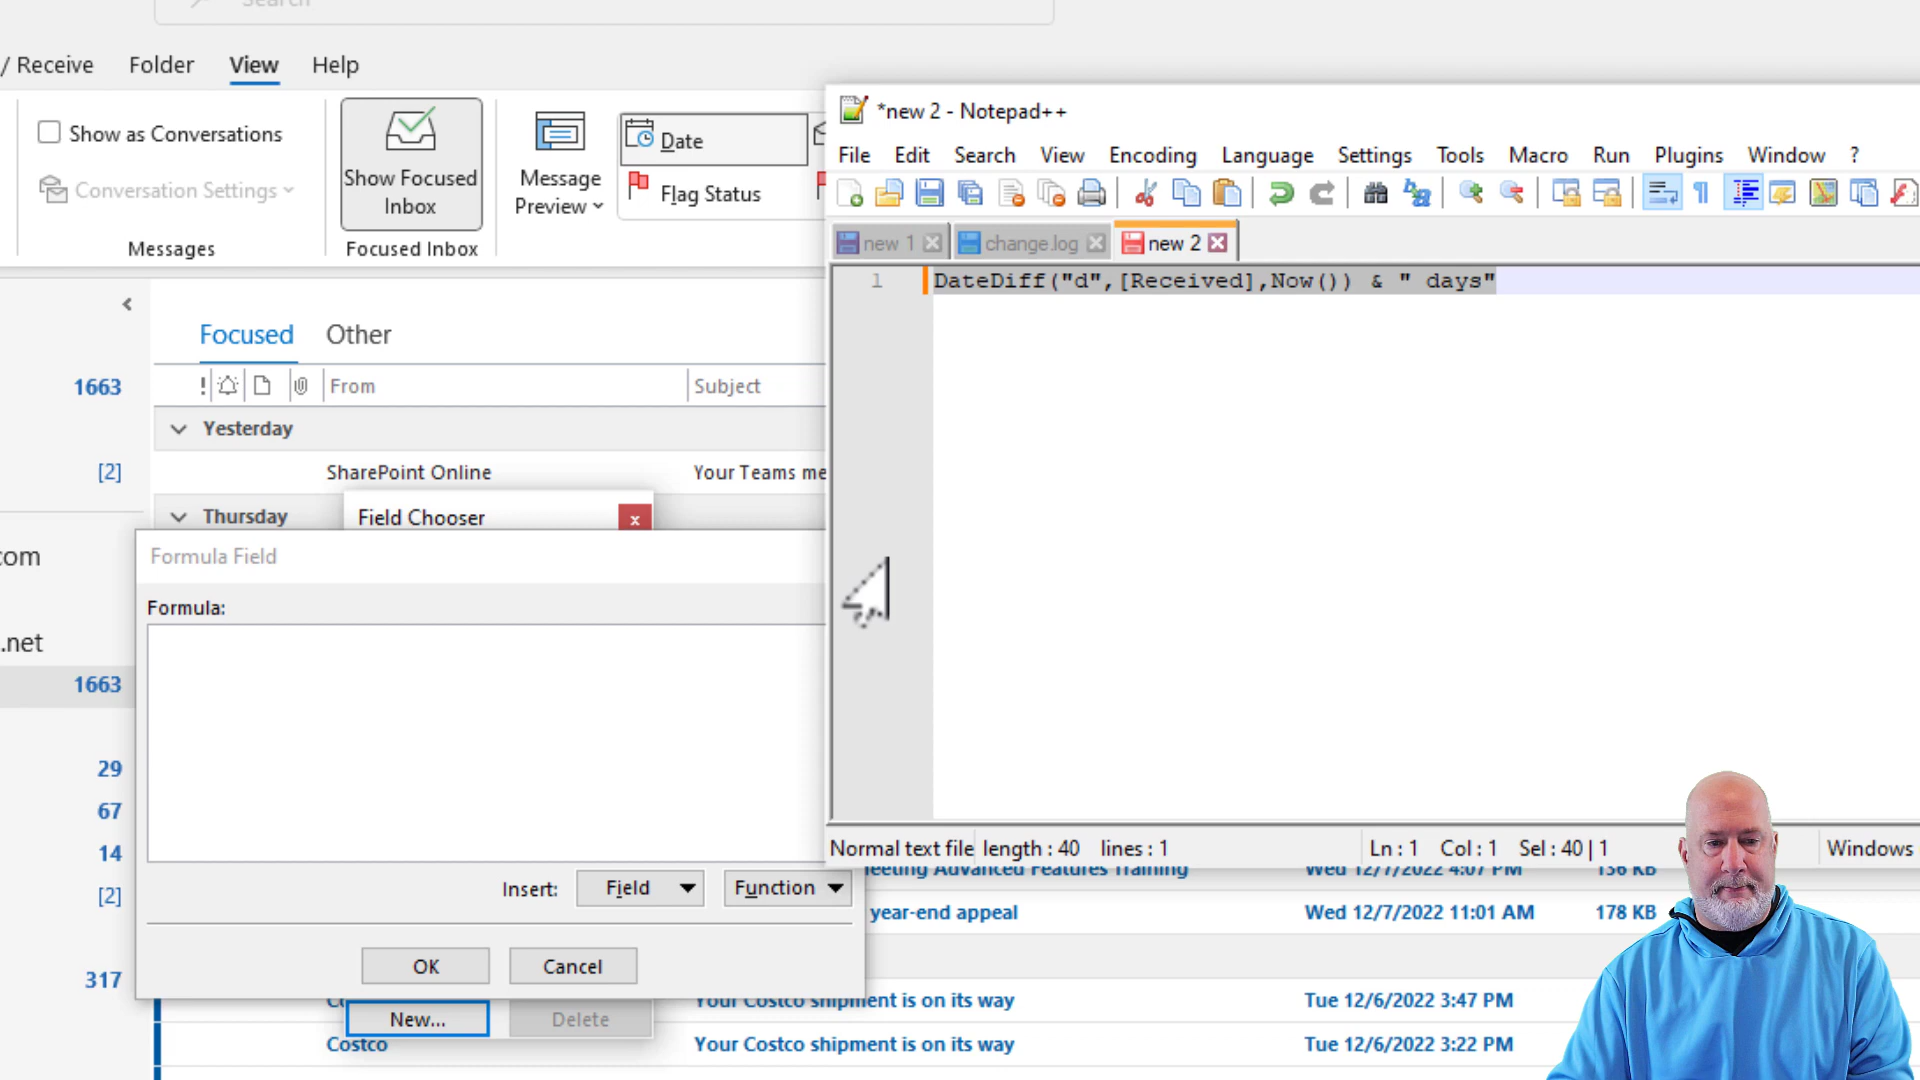 Search
/ Receive
Folder
View
Help
Show as Conversations
Conversation Settings
Messages
Show Focused
Inbox
Focused Inbox
Message
Preview
Date
Flag Status
*new 2 - Notepad++
File Edit Search View Encoding Language Settings Tools Macro Run Plugins Window ?
new 1
change.log
new 2
1
DateDiff("d",[Received],Now()) & " days"
Normal text file
length : 40 lines : 1
Ln : 1 Col : 1 Sel : 40 | 1
Windows
Focused
Other
! From Subject
1663
Yesterday
[2]
SharePoint Online
Your Teams me
Thursday
Field Chooser
x
com
.net
1663
29
67
14
[2]
317
Formula Field
Formula:
Insert: Field Function
OK
Cancel
New...
Delete
eeting Advanced Features Training
Wed 12/7/2022 4:07 PM
136 KB
year-end appeal
Wed 12/7/2022 11:01 AM
178 KB
Your Costco shipment is on its way
Tue 12/6/2022 3:47 PM
Costco
Your Costco shipment is on its way
Tue 12/6/2022 3:22 PM